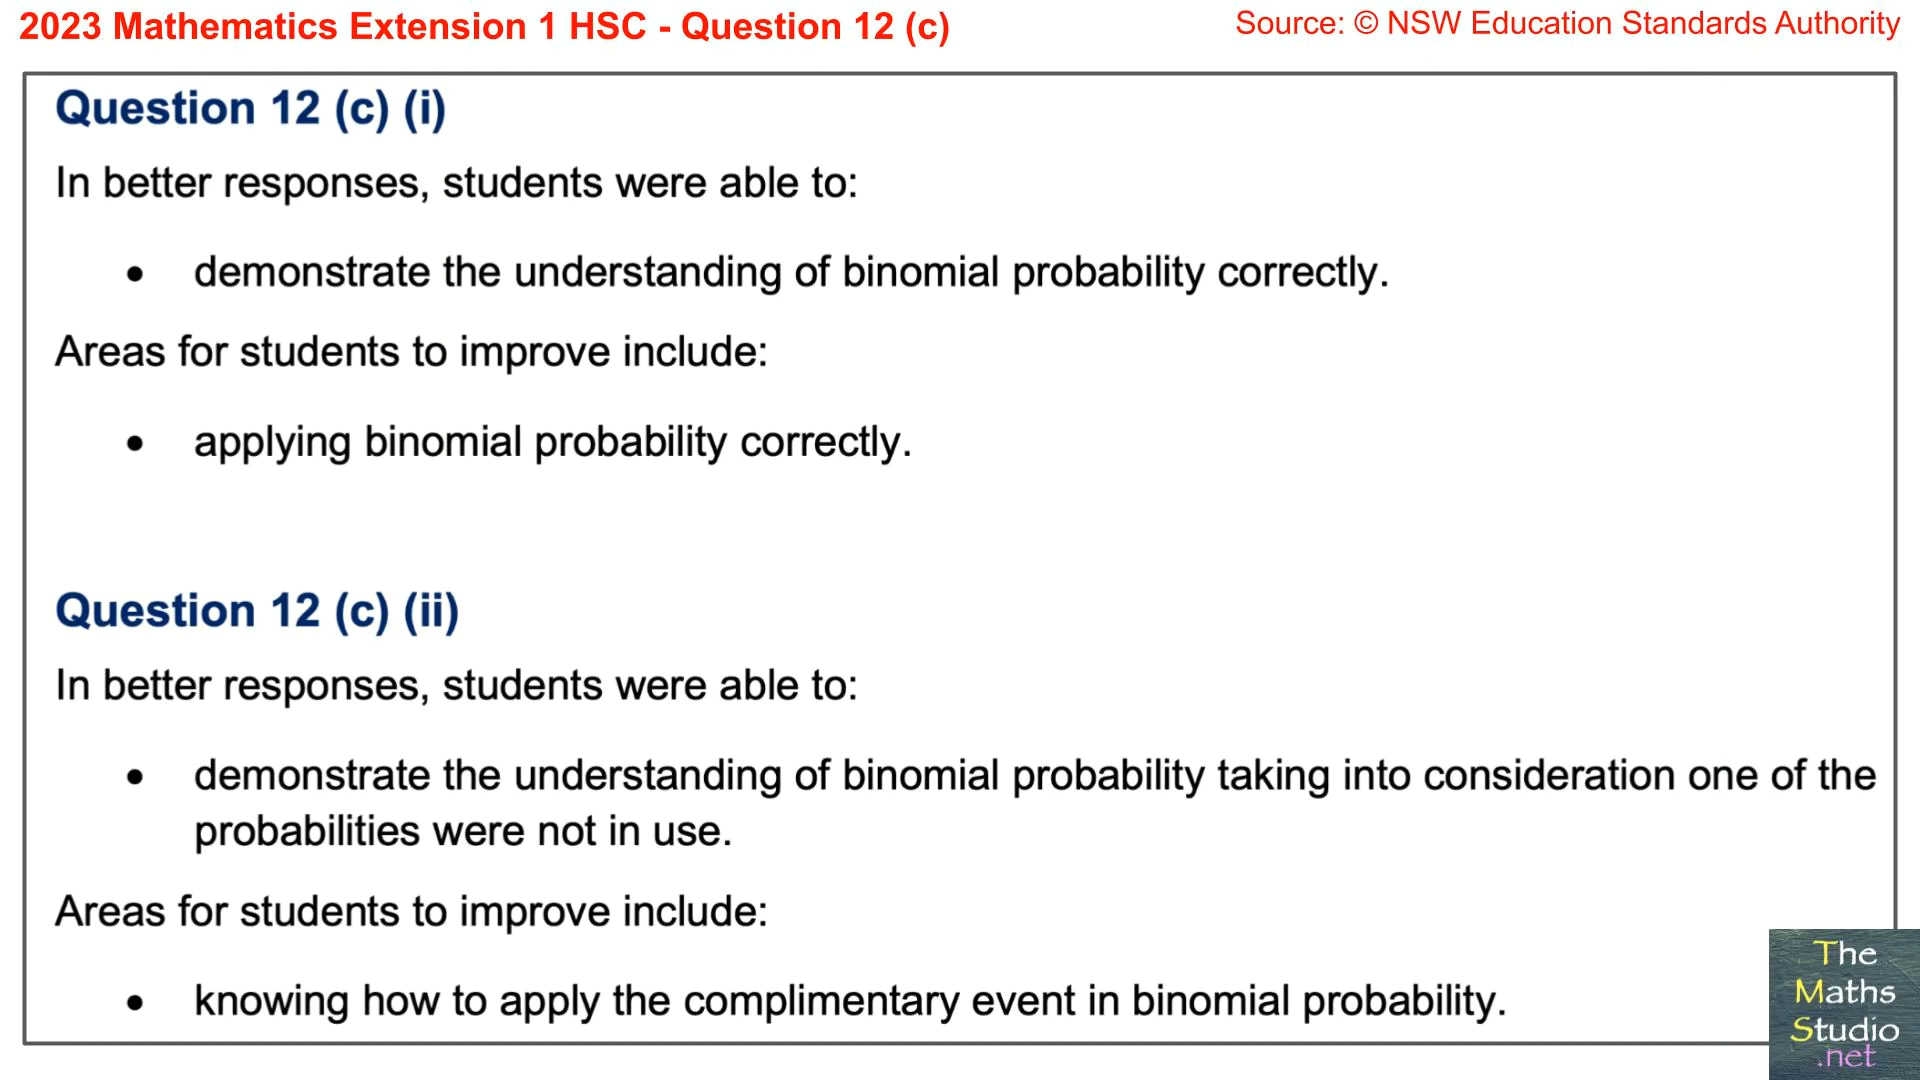 2023 Mathematics Extension 1 HSC - Question 12 (c)
Source: © NSW Education Standards Authority
Question 12 (c) (i)
In better responses, students were able to:
• demonstrate the understanding of binomial probability correctly.
Areas for students to improve include:
• applying binomial probability correctly.
Question 12 (c) (ii)
In better responses, students were able to:
• demonstrate the understanding of binomial probability taking into consideration one of the
probabilities were not in use.
Areas for students to improve include:
• knowing how to apply the complimentary event in binomial probability.
The
Maths
Studio
.net